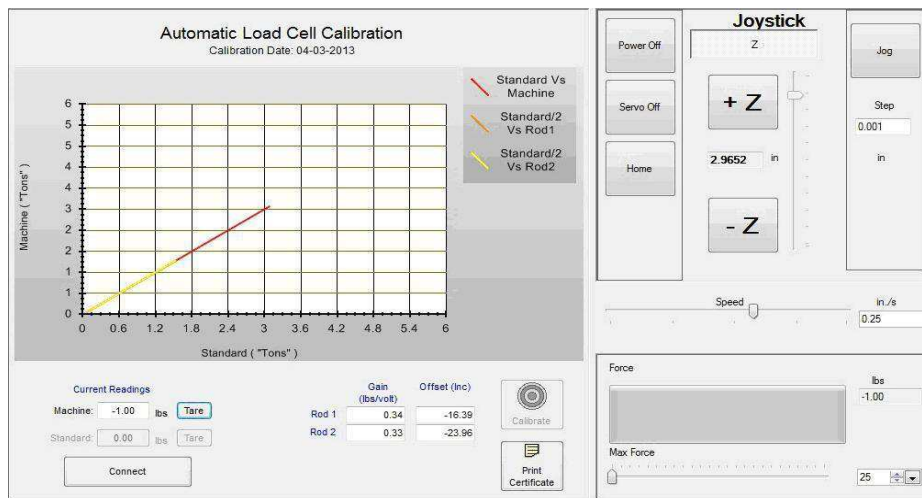 Automatic Load Cell Calibration
Calibration Date: 04-03-2013
Machine ( "Tons" )
6
5
5
4
4
3
2
2
1
1
0
0 0.6 1.2 1.8 2.4 3 3.6 4.2 4.8 5.4 6
Standard ( "Tons" )
Standard Vs
Machine
Standard/2
Vs Rod1
Standard/2
Vs Rod2
Current Readings
Machine: -1.00 lbs Tare
Standard: 0.00 lbs Tare
Connect
Gain
(lbs/volt)
Offset (Inc)
Rod 1 0.34 -16.39
Rod 2 0.33 -23.96
Calibrate
Print
Certificate
Joystick
Z
Power Off
Servo Off
Home
+ Z
2.9652 in
- Z
Jog
Step
0.001
in
Speed
in./s
0.25
Force
lbs
-1.00
Max Force
25